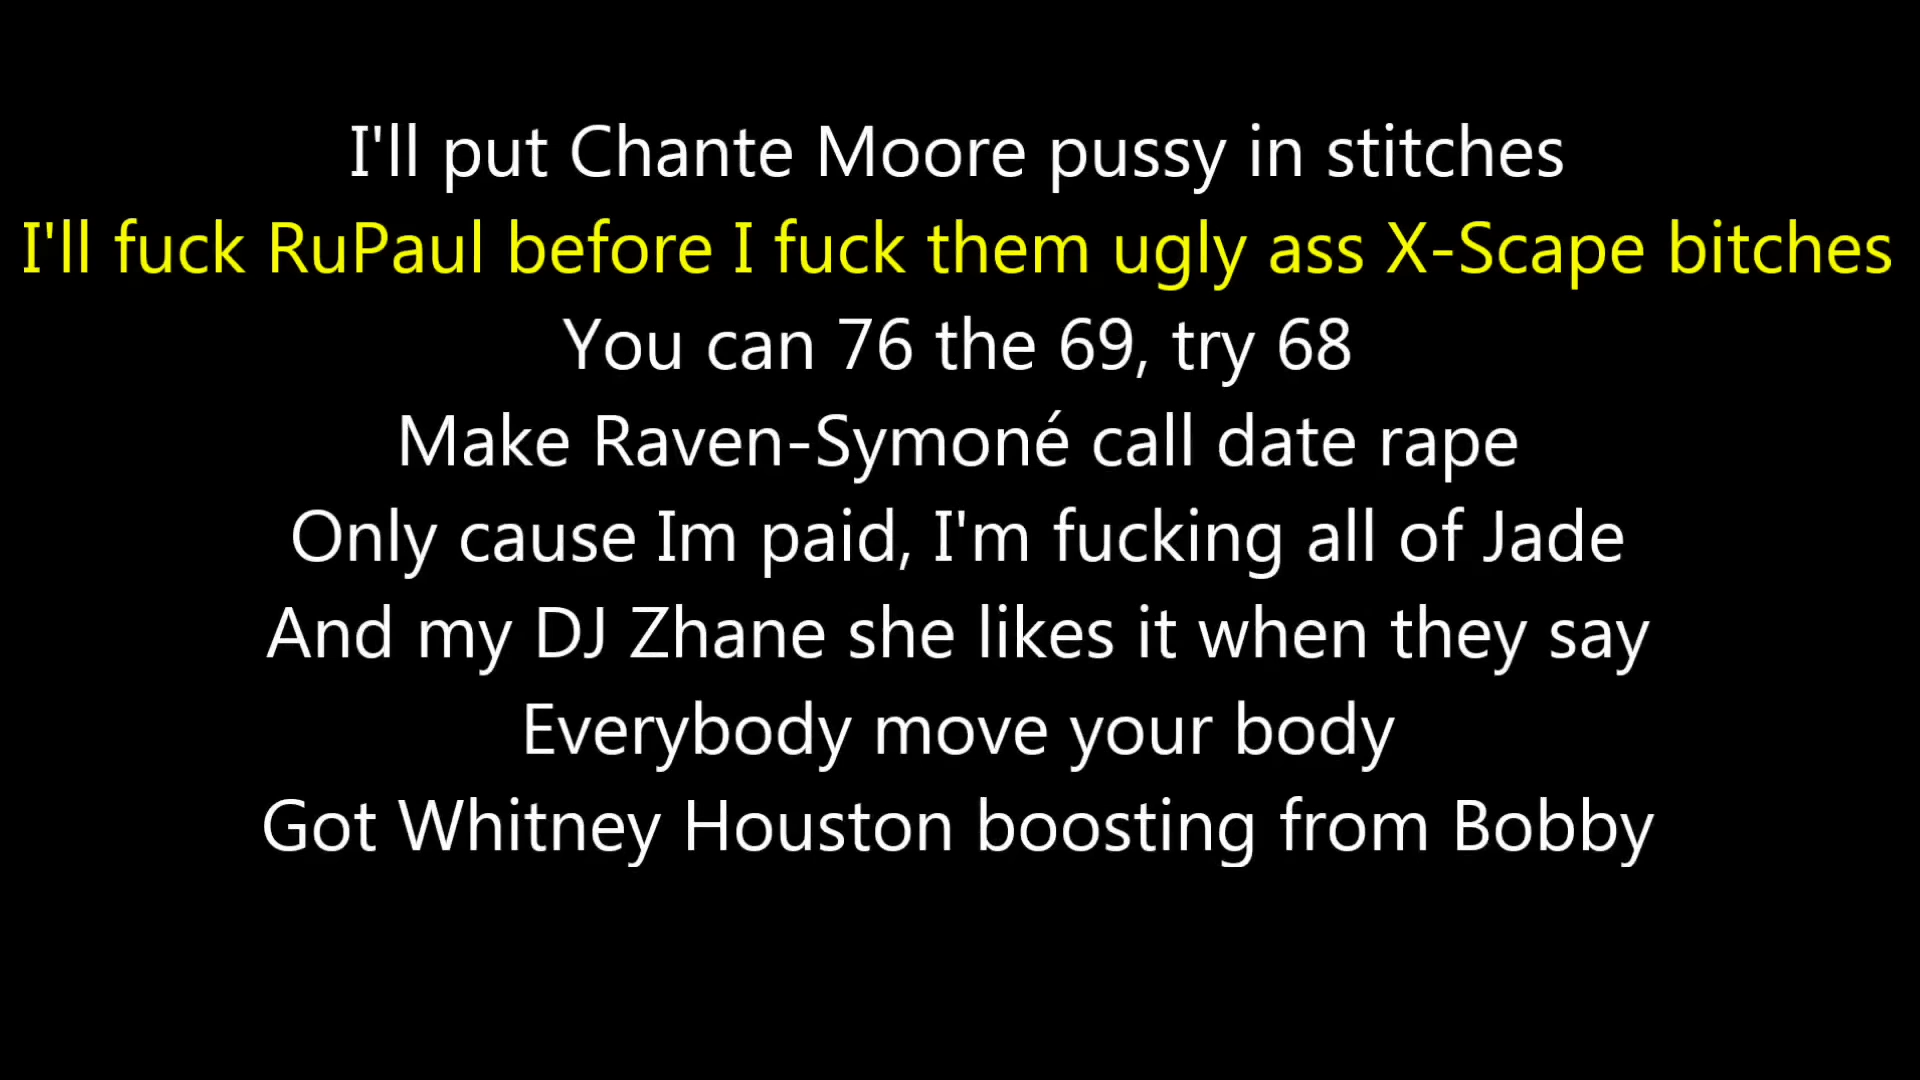 I'll put Chante Moore pussy in stitches
I'll fuck RuPaul before I fuck them ugly ass X-Scape bitches
You can 76 the 69, try 68
Make Raven-Symoné call date rape
Only cause Im paid, I'm fucking all of Jade
And my DJ Zhane she likes it when they say
Everybody move your body
Got Whitney Houston boosting from Bobby